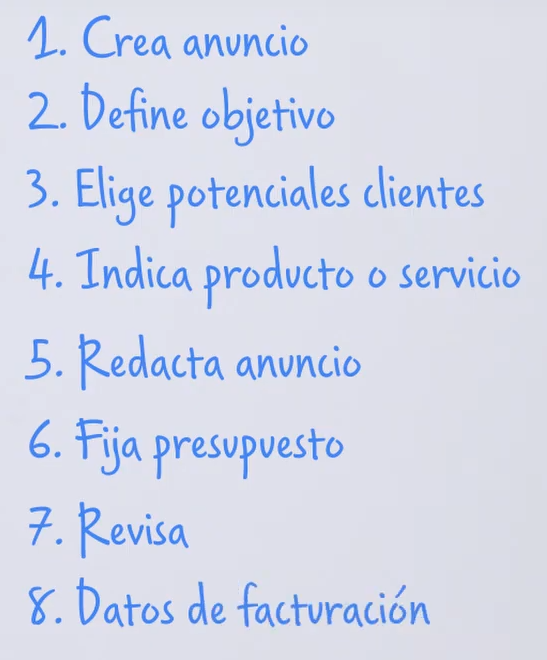 1. Crea anuncio
2. Define objetivo
3. Elige potenciales clientes
4. Indica producto o servicio
5. Redacta anuncio
6. Fija presupuesto
7. Revisa
8. Datos de facturación